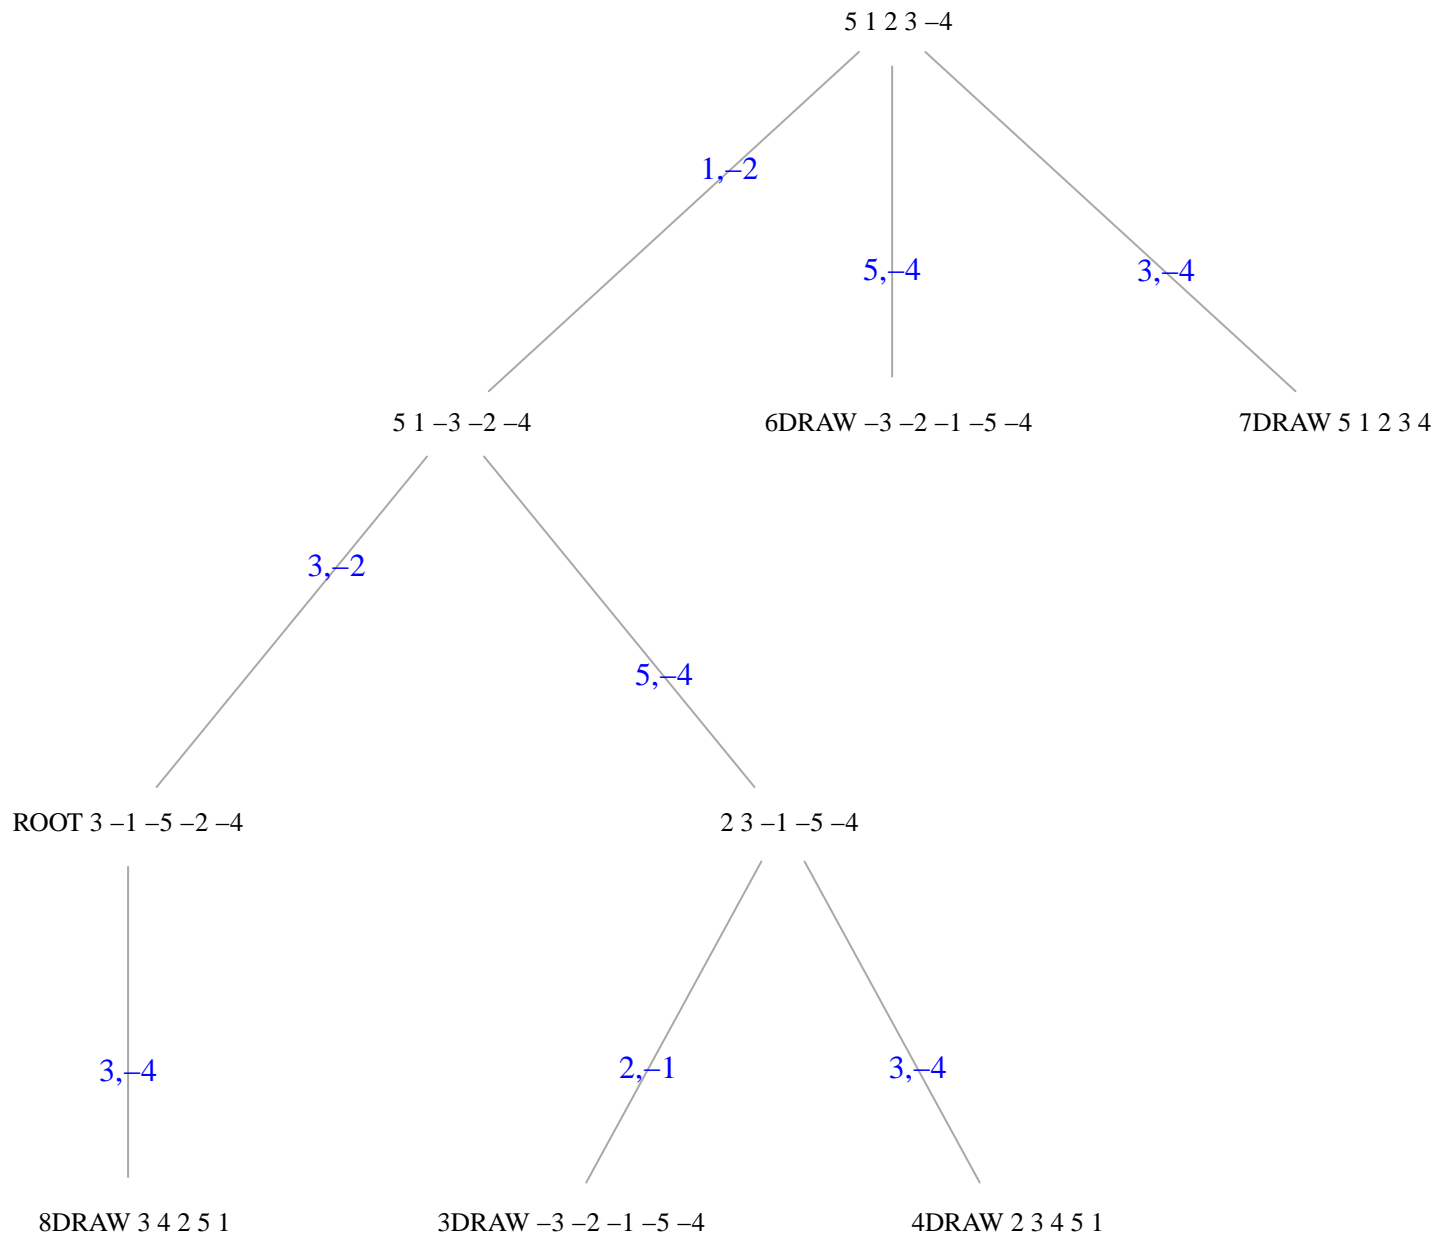 5 1 2 3 –4
1,–2
5,–4
3,–4
5 1 –3 –2 –4
6DRAW –3 –2 –1 –5 –4
7DRAW 5 1 2 3 4
3,–2
5,–4
ROOT 3 –1 –5 –2 –4
2 3 –1 –5 –4
3,–4
2,–1
3,–4
8DRAW 3 4 2 5 1
3DRAW –3 –2 –1 –5 –4
4DRAW 2 3 4 5 1